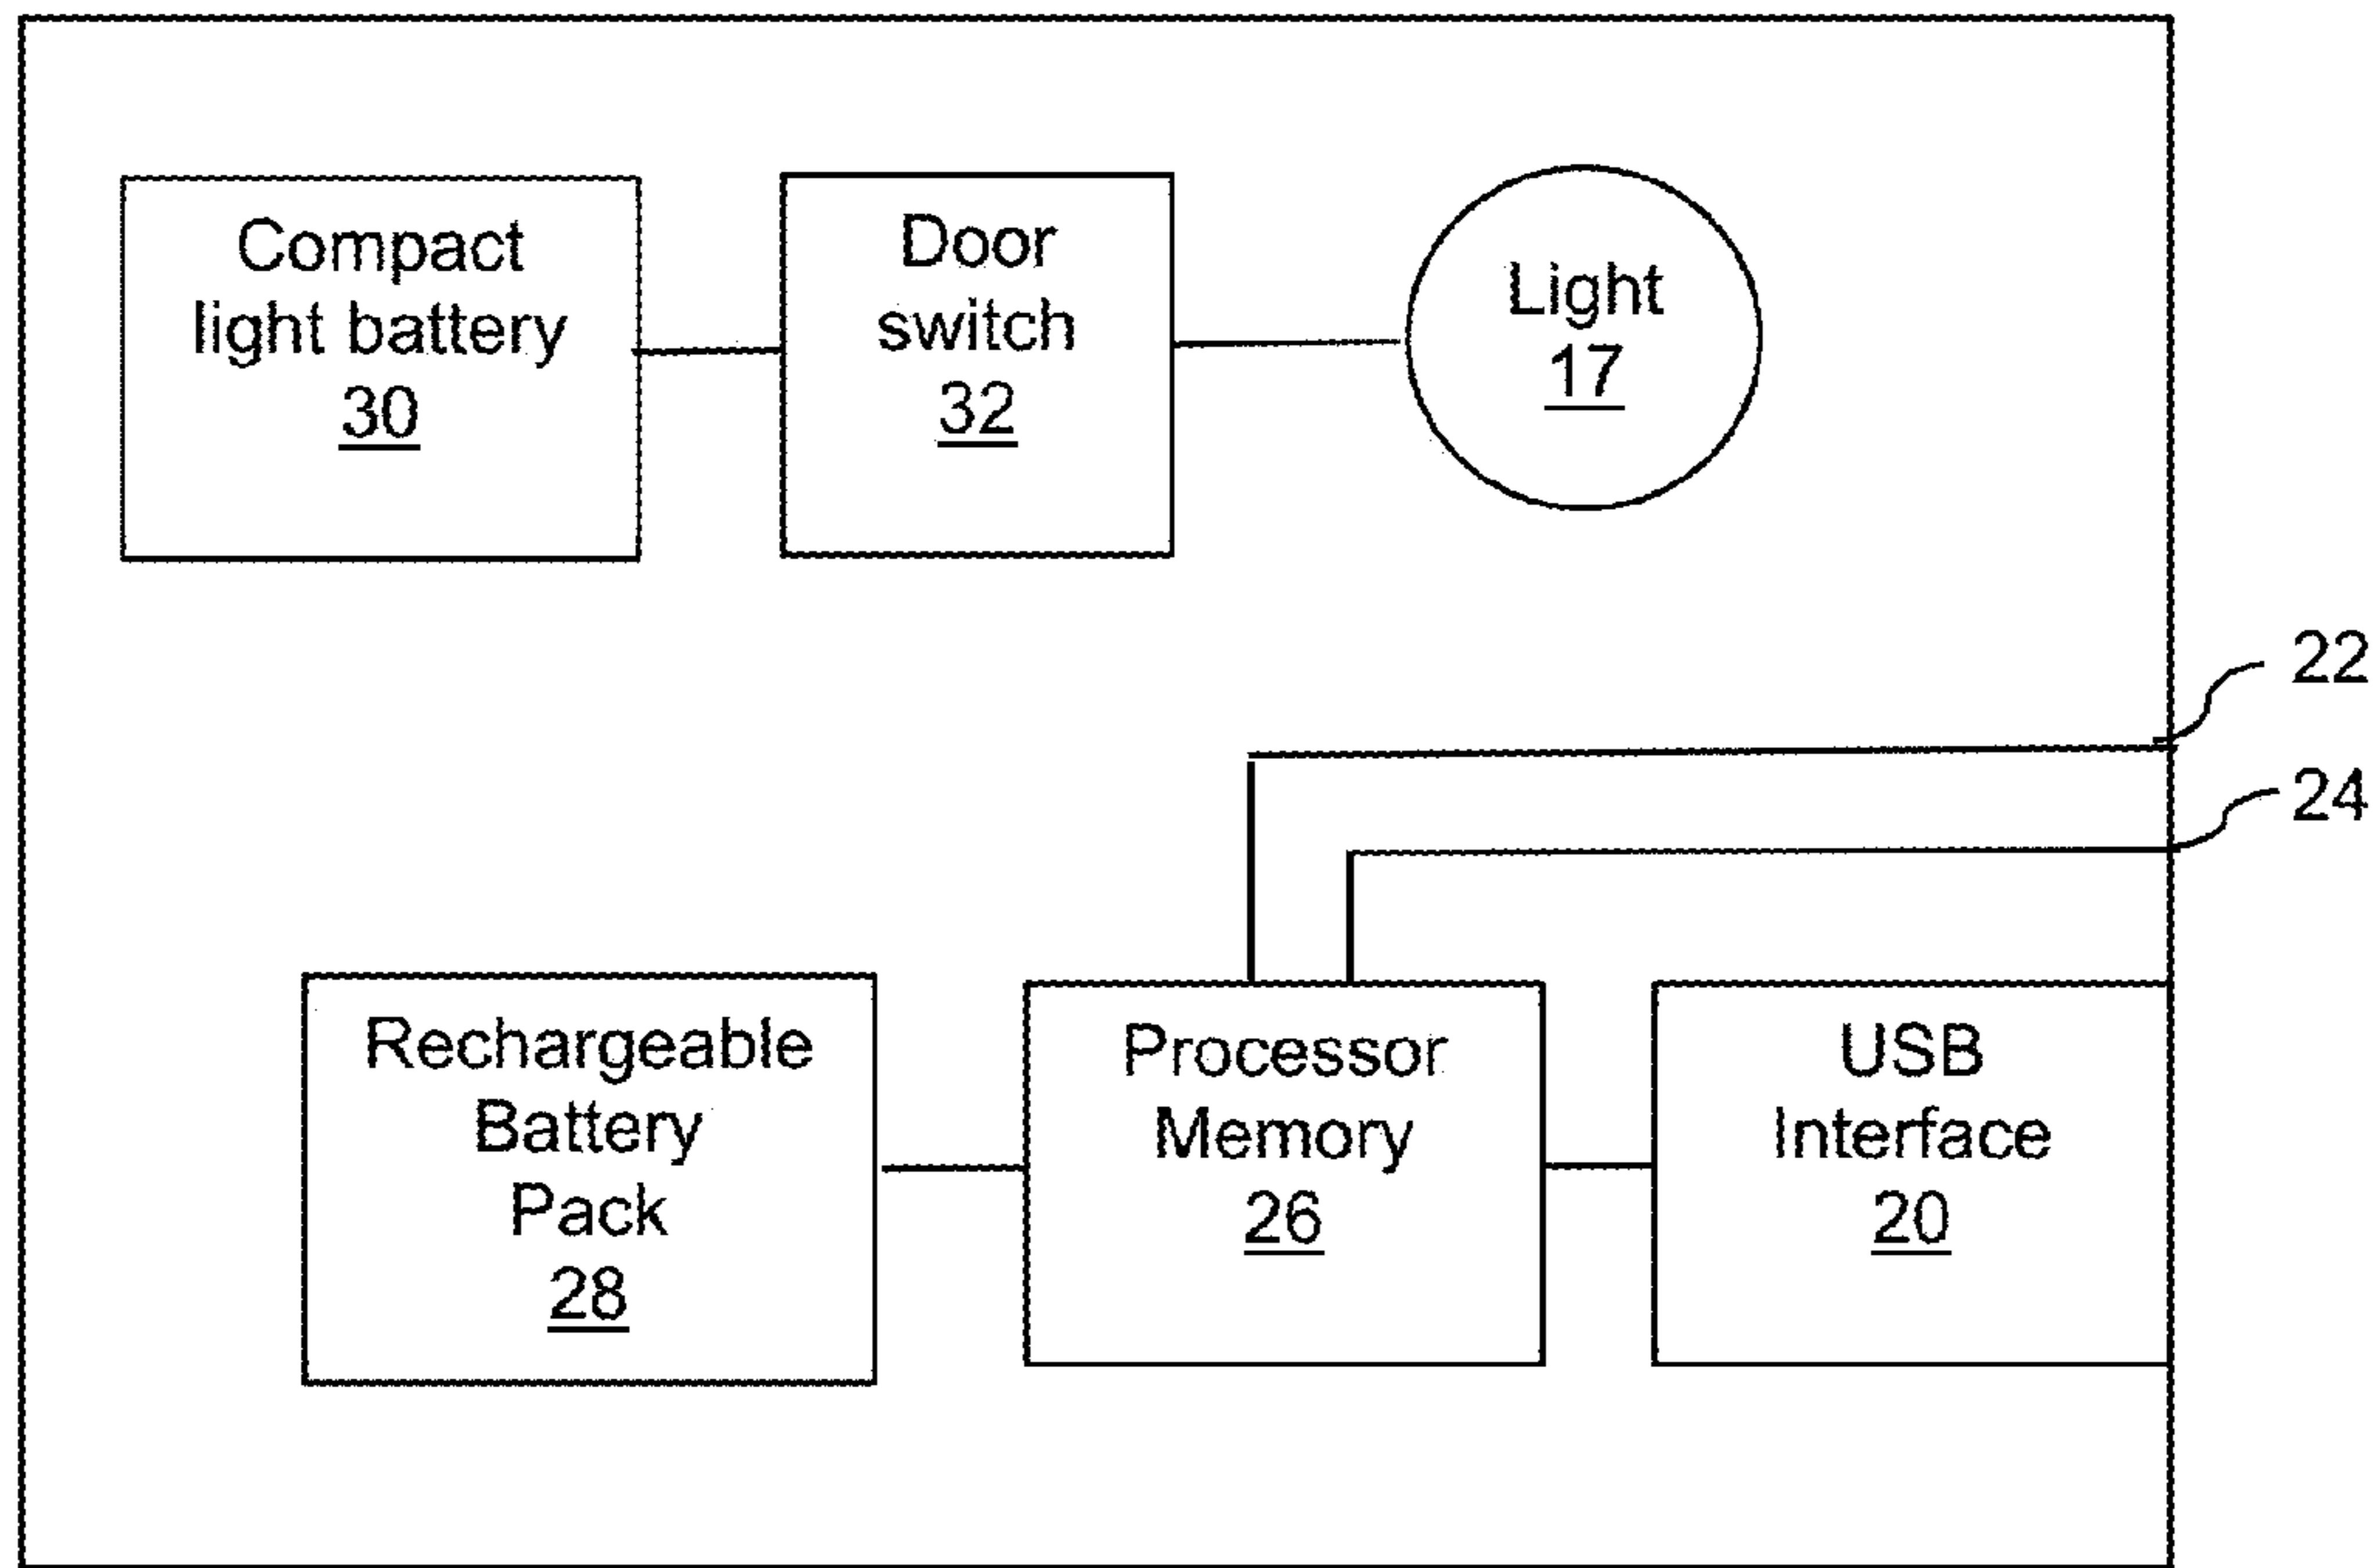 Compact
light battery
30
Door
switch
32
Light
17
22
24
Rechargeable
Battery
Pack
28
Processor
Memory
26
USB
Interface
20